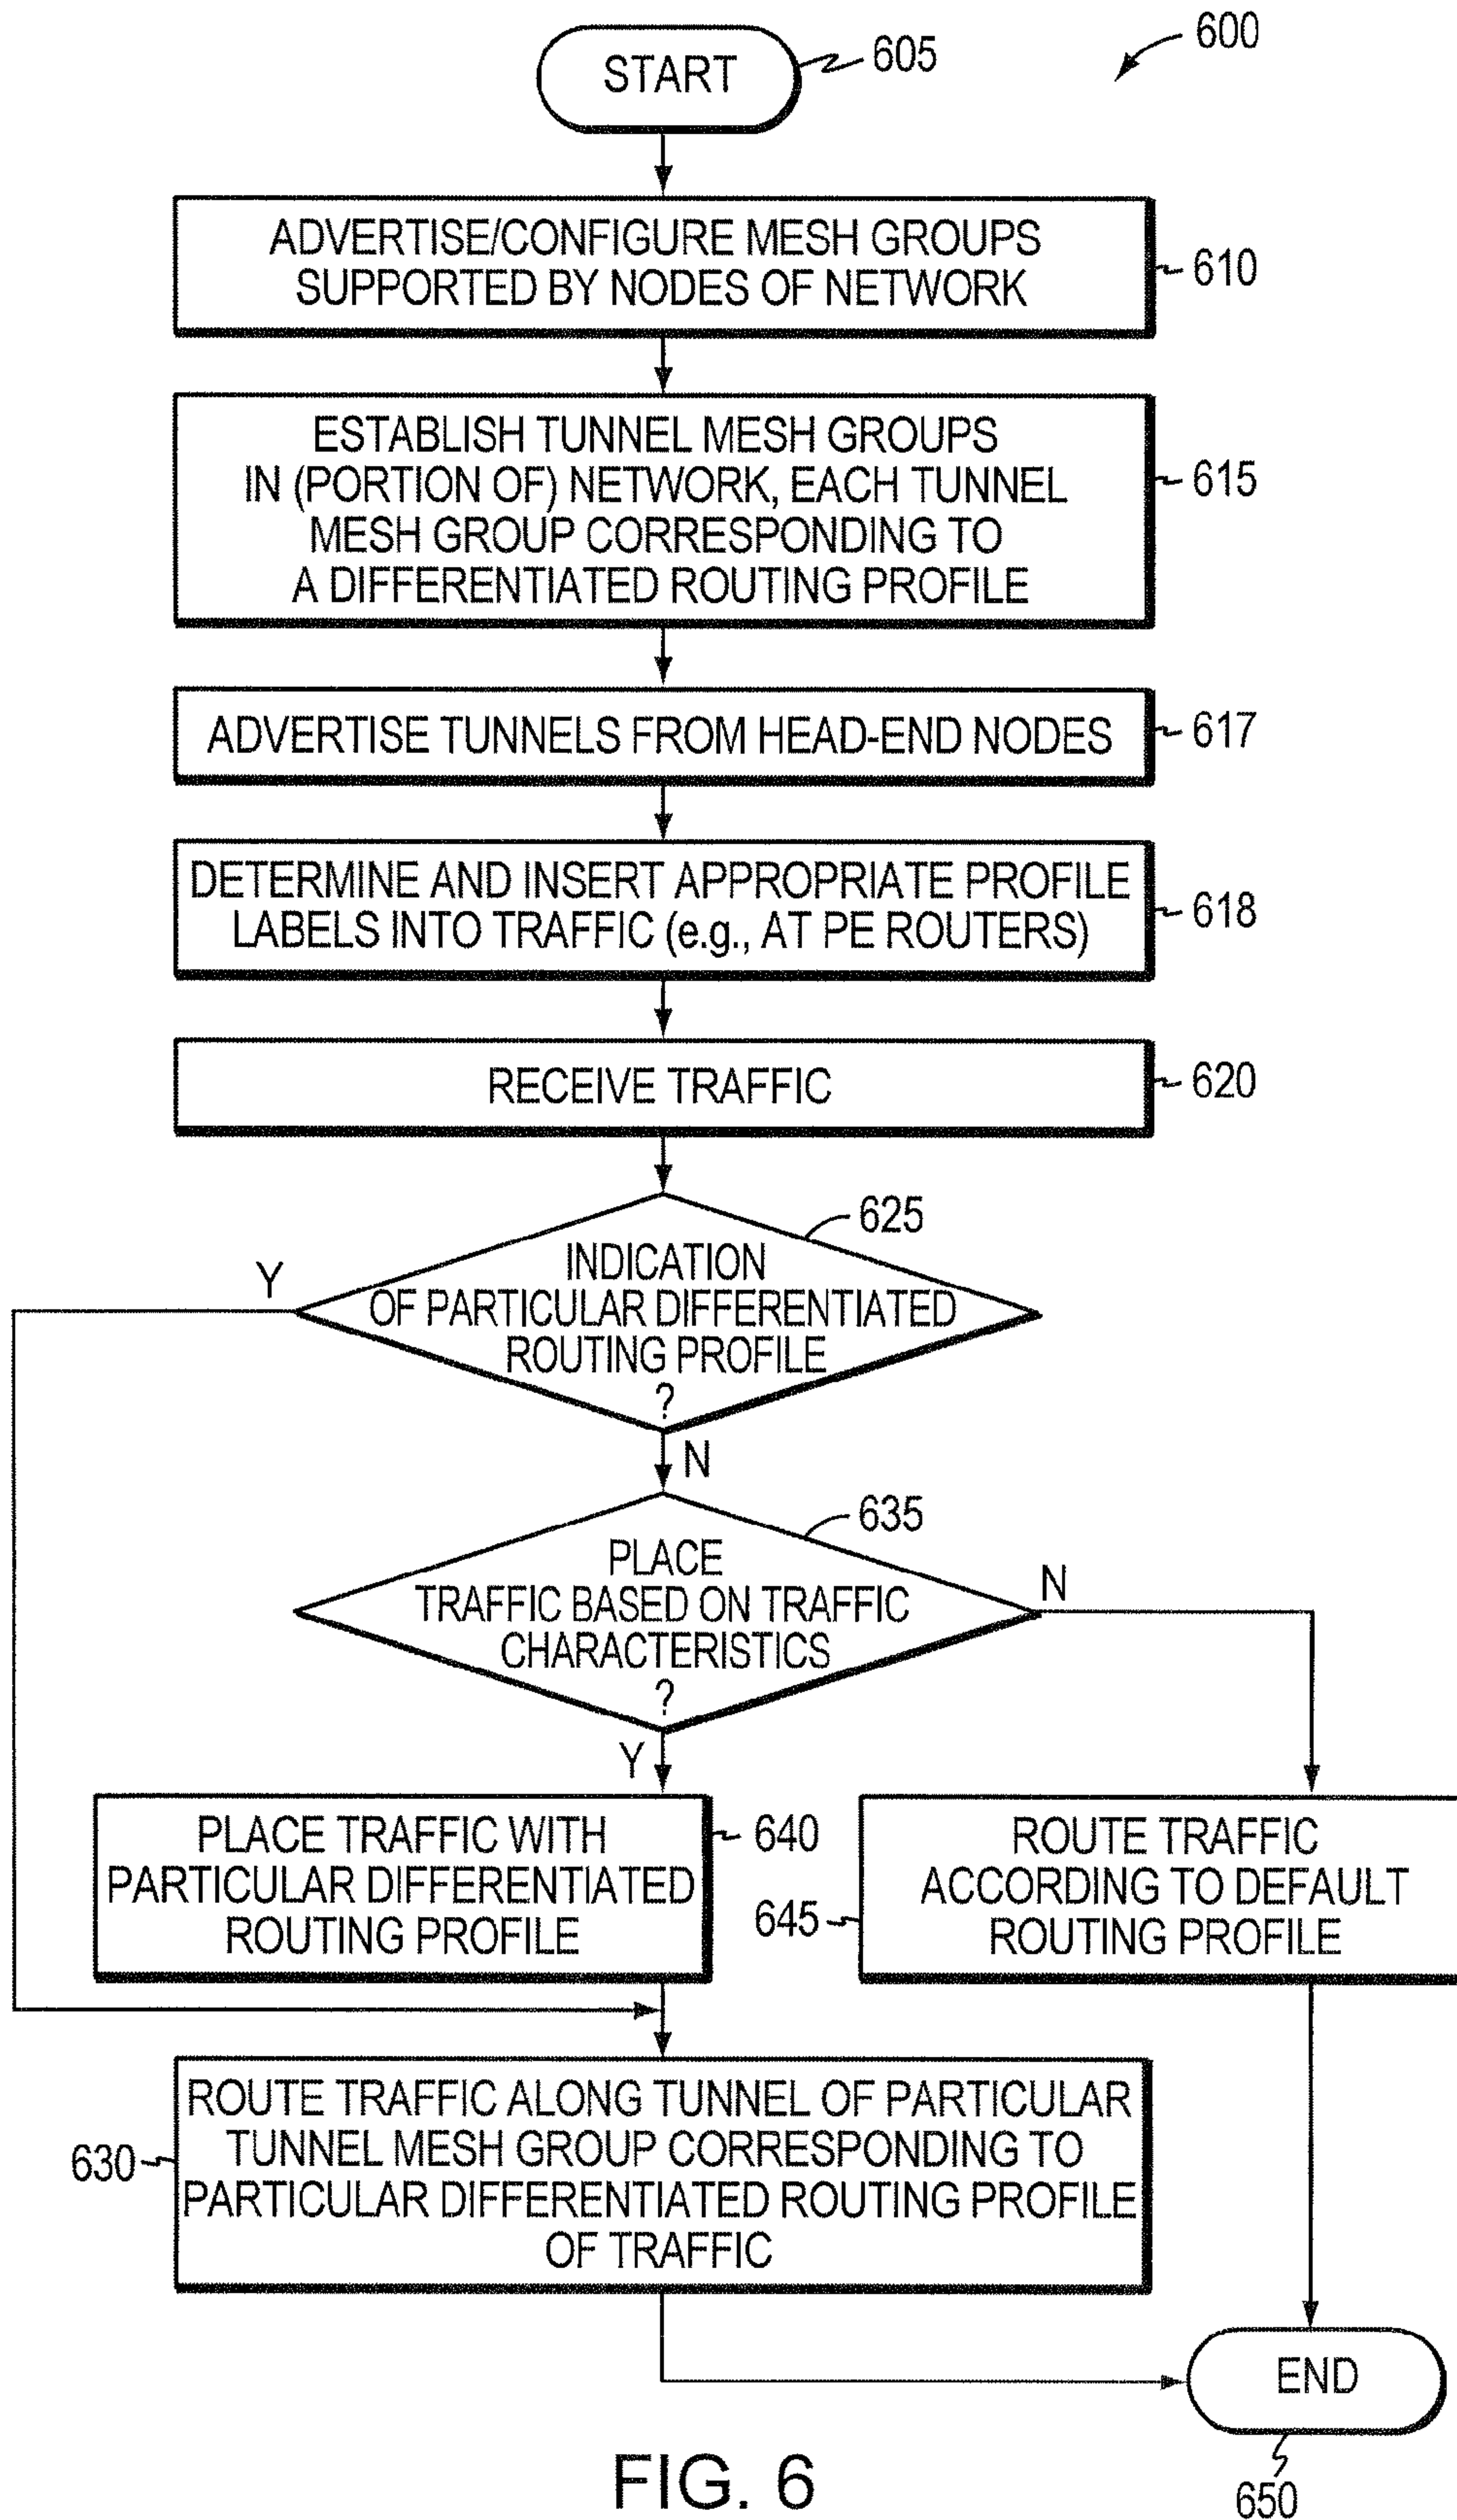 600
START
605
ADVERTISE/CONFIGURE MESH GROUPS
SUPPORTED BY NODES OF NETWORK
610
ESTABLISH TUNNEL MESH GROUPS
IN (PORTION OF) NETWORK, EACH TUNNEL
MESH GROUP CORRESPONDING TO
A DIFFERENTIATED ROUTING PROFILE
615
ADVERTISE TUNNELS FROM HEAD-END NODES
617
DETERMINE AND INSERT APPROPRIATE PROFILE
LABELS INTO TRAFFIC (e.g., AT PE ROUTERS)
618
RECEIVE TRAFFIC
620
625
Y
INDICATION
OF PARTICULAR DIFFERENTIATED
ROUTING PROFILE
?
N
635
PLACE
TRAFFIC BASED ON TRAFFIC
CHARACTERISTICS
?
N
Y
PLACE TRAFFIC WITH
PARTICULAR DIFFERENTIATED
ROUTING PROFILE
640
645
ROUTE TRAFFIC
ACCORDING TO DEFAULT
ROUTING PROFILE
630
ROUTE TRAFFIC ALONG TUNNEL OF PARTICULAR
TUNNEL MESH GROUP CORRESPONDING TO
PARTICULAR DIFFERENTIATED ROUTING PROFILE
OF TRAFFIC
END
650
FIG. 6